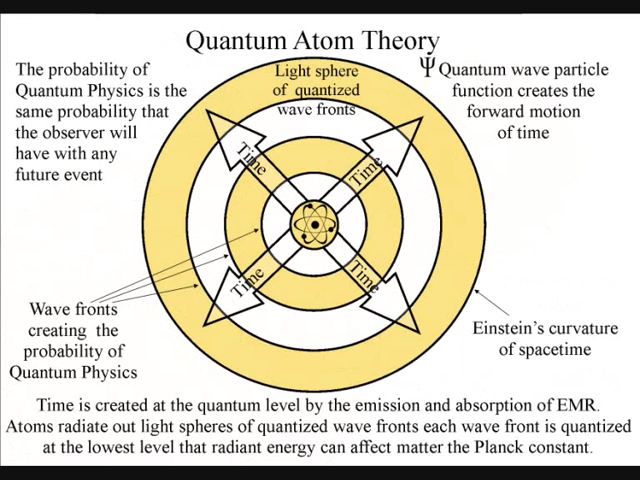 Quantum Atom Theory
The probability of
Quantum Physics is the
same probability that
the observer will
have with any
future event
Light sphere
of quantized
wave fronts
Ψ Quantum wave particle
function creates the
forward motion
of time
Time
Time
Time
Time
Wave fronts
creating the
probability of
Quantum Physics
Einstein's curvature
of spacetime
Time is created at the quantum level by the emission and absorption of EMR.
Atoms radiate out light spheres of quantized wave fronts each wave front is quantized
at the lowest level that radiant energy can affect matter the Planck constant.